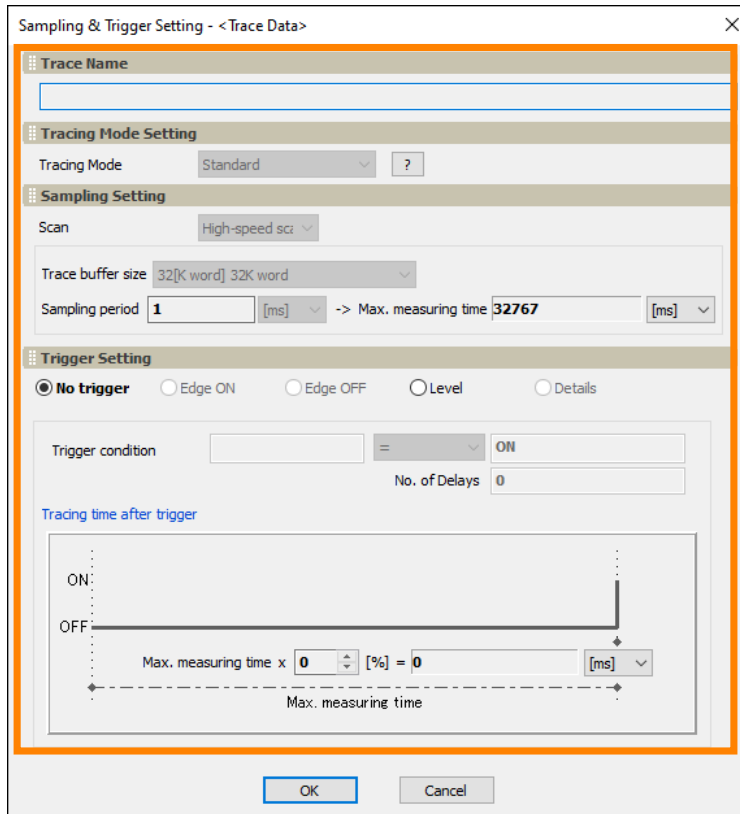 Sampling & Trigger Setting - <Trace Data>
Trace Name
Tracing Mode Setting
Tracing Mode Standard ?
Sampling Setting
Scan High-speed sca
Trace buffer size 32[K word] 32K word
Sampling period 1 [ms] -> Max. measuring time 32767 [ms]
Trigger Setting
No trigger Edge ON Edge OFF Level Details
Trigger condition = ON
No. of Delays 0
Tracing time after trigger
ON
OFF
Max. measuring time x 0 [%] = 0 [ms]
Max. measuring time
OK Cancel